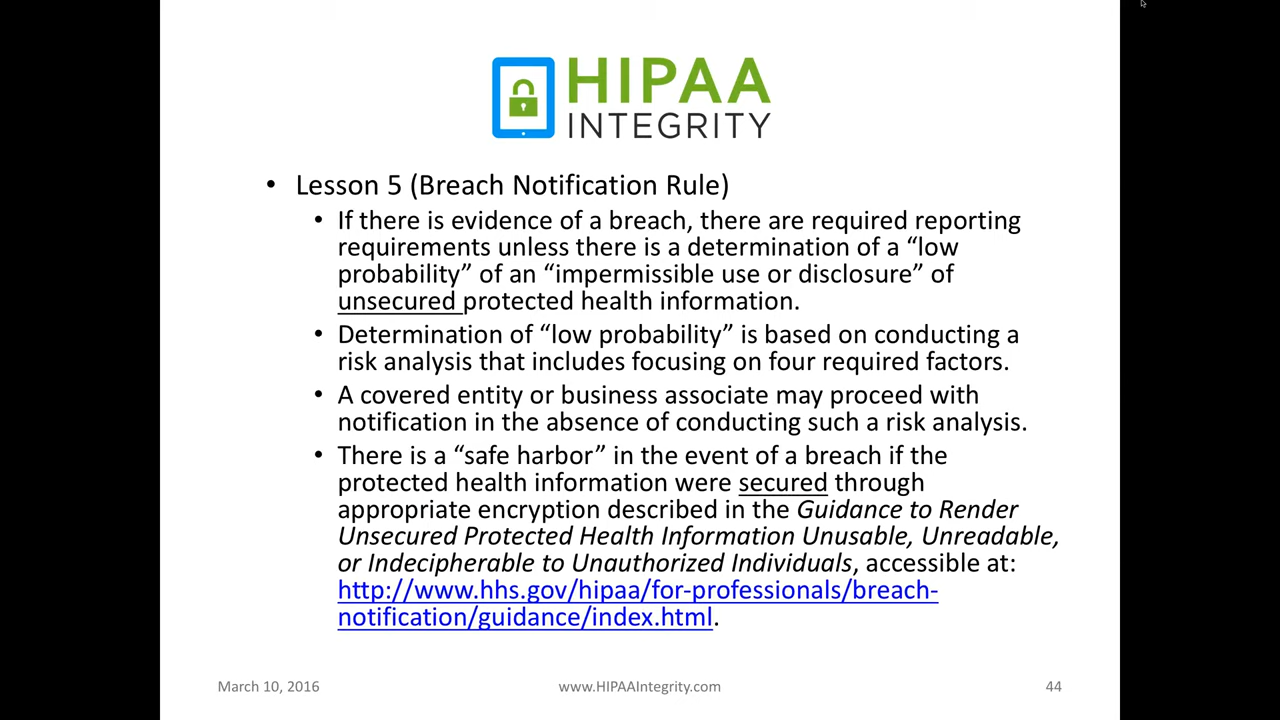 HIPAA
INTEGRITY
• Lesson 5 (Breach Notification Rule)
• If there is evidence of a breach, there are required reporting
requirements unless there is a determination of a “low
probability” of an “impermissible use or disclosure” of
unsecured protected health information.
• Determination of “low probability” is based on conducting a
risk analysis that includes focusing on four required factors.
• A covered entity or business associate may proceed with
notification in the absence of conducting such a risk analysis.
• There is a “safe harbor” in the event of a breach if the
protected health information were secured through
appropriate encryption described in the Guidance to Render
Unsecured Protected Health Information Unusable, Unreadable,
or Indecipherable to Unauthorized Individuals, accessible at:
http://www.hhs.gov/hipaa/for-professionals/breach-
notification/guidance/index.html.
March 10, 2016 www.HIPAAIntegrity.com 44